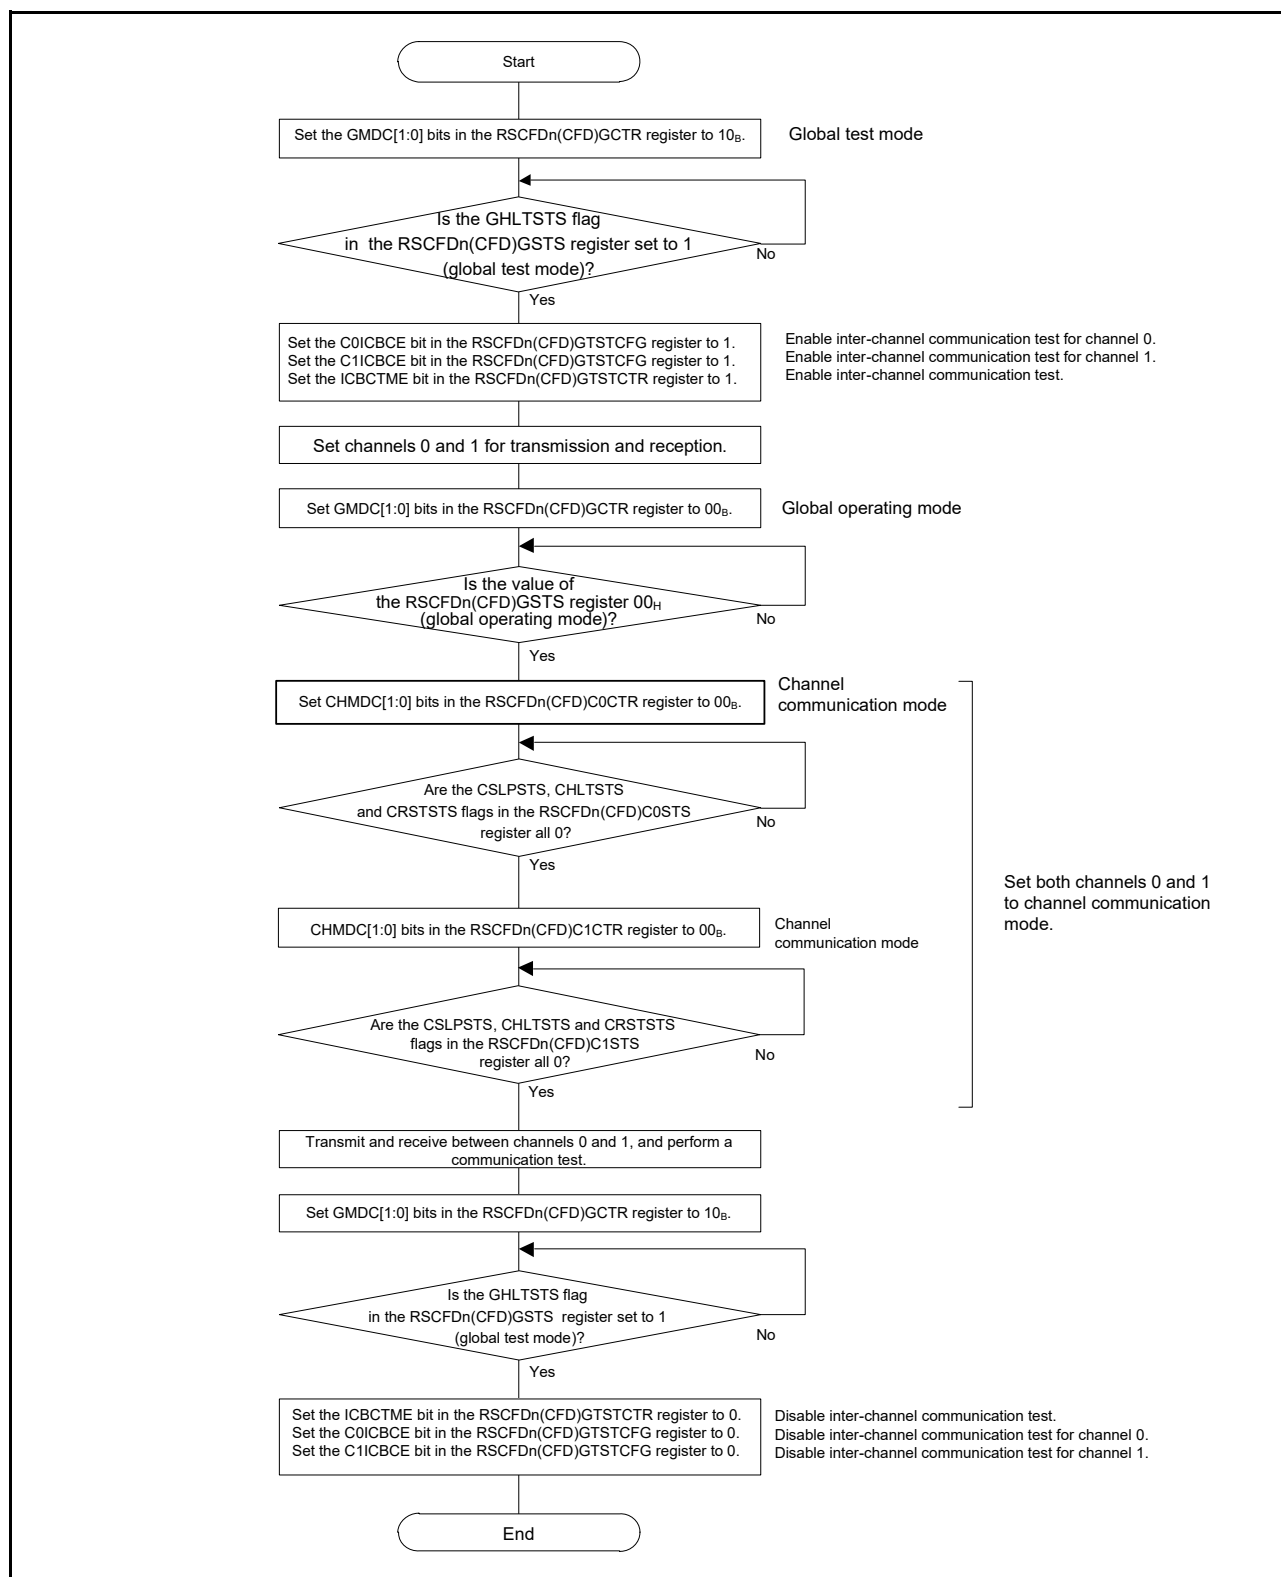 Start
Set the GMDC[1:0] bits in the RSCFDn(CFD)GCTR register to 10B.
Global test mode
Is the GHLTSTS flag
in the RSCFDn(CFD)GSTS register set to 1
(global test mode)?
No
Yes
Set the C0ICBCE bit in the RSCFDn(CFD)GTSTCFG register to 1.
Set the C1ICBCE bit in the RSCFDn(CFD)GTSTCFG register to 1.
Set the ICBCTME bit in the RSCFDn(CFD)GTSTCTR register to 1.
Enable inter-channel communication test for channel 0.
Enable inter-channel communication test for channel 1.
Enable inter-channel communication test.
Set channels 0 and 1 for transmission and reception.
Set GMDC[1:0] bits in the RSCFDn(CFD)GCTR register to 00B.
Global operating mode
Is the value of
the RSCFDn(CFD)GSTS register 00H
(global operating mode)?
No
Yes
Set CHMDC[1:0] bits in the RSCFDn(CFD)C0CTR register to 00B.
Channel
communication mode
Are the CSLPSTS, CHLTSTS
and CRSTSTS flags in the RSCFDn(CFD)C0STS
register all 0?
No
Yes
Set both channels 0 and 1
to channel communication
mode.
CHMDC[1:0] bits in the RSCFDn(CFD)C1CTR register to 00B.
Channel
communication mode
Are the CSLPSTS, CHLTSTS and CRSTSTS
flags in the RSCFDn(CFD)C1STS
register all 0?
No
Yes
Transmit and receive between channels 0 and 1, and perform a
communication test.
Set GMDC[1:0] bits in the RSCFDn(CFD)GCTR register to 10B.
Is the GHLTSTS flag
in the RSCFDn(CFD)GSTS register set to 1
(global test mode)?
No
Yes
Set the ICBCTME bit in the RSCFDn(CFD)GTSTCTR register to 0.
Set the C0ICBCE bit in the RSCFDn(CFD)GTSTCFG register to 0.
Set the C1ICBCE bit in the RSCFDn(CFD)GTSTCFG register to 0.
Disable inter-channel communication test.
Disable inter-channel communication test for channel 0.
Disable inter-channel communication test for channel 1.
End